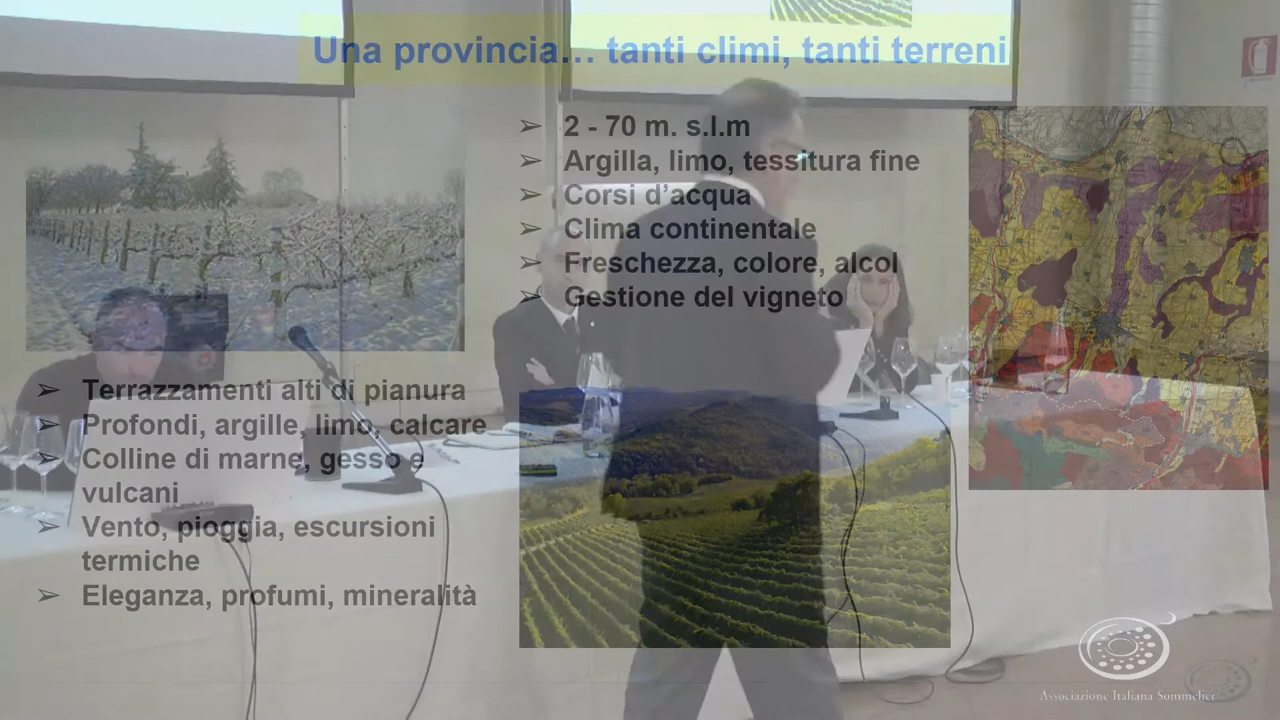 Una provincia... tanti climi, tanti terreni
➢ 2 - 70 m. s.l.m
➢ Argilla, limo, tessitura fine
➢ Corsi d'acqua
➢ Clima continentale
➢ Freschezza, colore, alcol
➢ Gestione del vigneto
➢ Terrazzamenti alti di pianura
➢ Profondi, argille, limo, calcare
➢ Colline di marne, gesso e
vulcani
➢ Vento, pioggia, escursioni
termiche
➢ Eleganza, profumi, mineralità
Associazione Italiana Sommelier